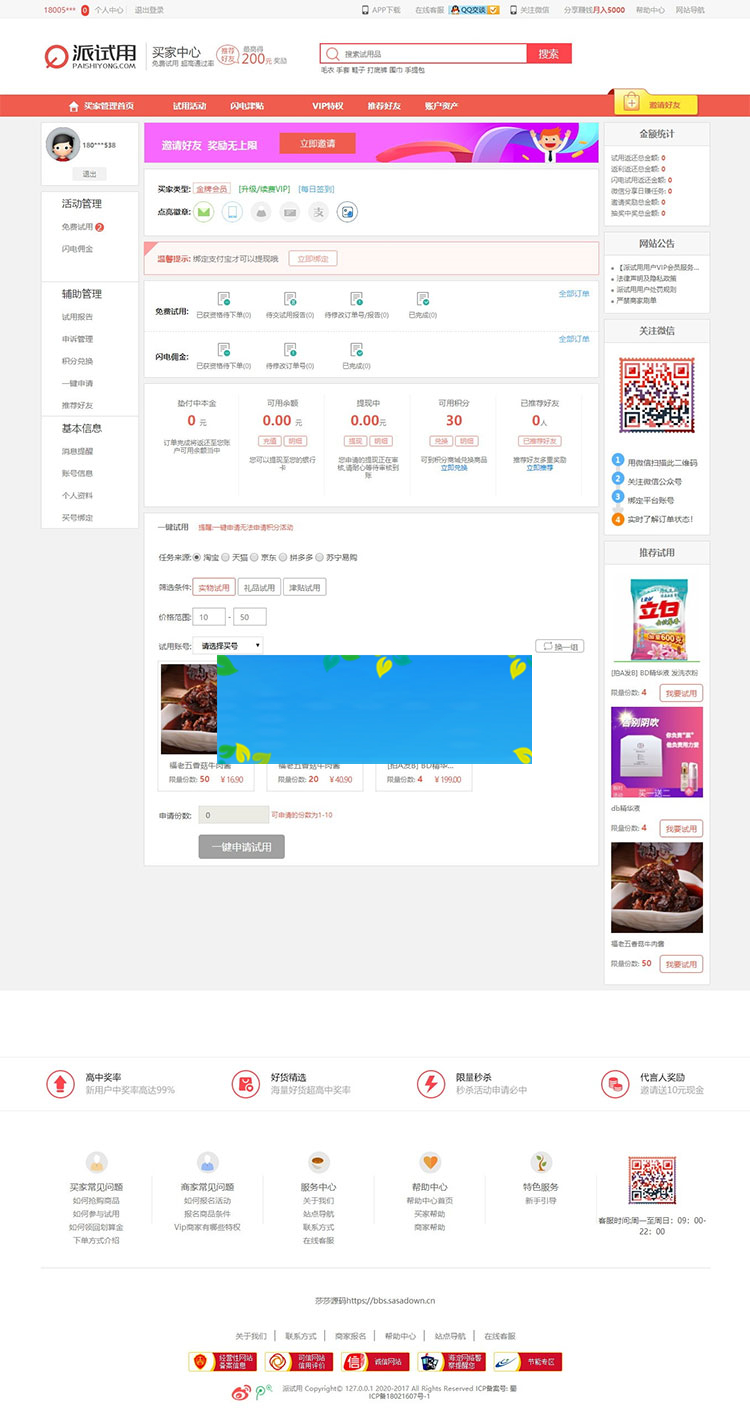 18005*** 0 个人中心 退出登录 APP下载 在线客服 QQ交谈 关注微信 分享赚钱月入5000 帮助中心 网站导航
派试用 PAISHIYONG.COM 买家中心 免费试用 超高通过率 推荐好友 最高得200元 奖励
搜索试用品 搜索
毛衣 手套 鞋子 打底裤 围巾 手提包
买家管理首页 试用活动 闪电津贴 VIP特权 推荐好友 账户资产 邀请好友
180***538
退出
活动管理
免费试用 2
闪电佣金
辅助管理
试用报告
申诉管理
积分兑换
一键申请
推荐好友
基本信息
消息提醒
账号信息
个人资料
买号绑定
邀请好友 奖励无上限 立即邀请
买家类型: 金牌会员 [升级/续费VIP] [每日签到]
点亮徽章:
温馨提示: 绑定支付宝才可以提现哦 立即绑定
全部订单
免费试用: 已获资格待下单(0) 待交试用报告(0) 待修改订单号/报告(0) 已完成(0)
全部订单
闪电佣金: 已获资格待下单(0) 待修改订单号(0) 已完成(0)
垫付中本金 可用余额 提现中 可用积分 已推荐好友
0 元 0.00 元 0.00元 30 0人
充值 明细 提现 明细 兑换 明细 已推荐好友
订单完成将返还至您账户可用余额当中
您可以提现至您的银行卡
您申请的提现正在审核,请耐心等待审核到账
可到积分商城兑换商品
立即兑换
推荐好友多重奖励
立即推荐
一键试用 提醒:一键申请无法申请积分活动
任务来源: 淘宝 天猫 京东 拼多多 苏宁易购
筛选条件: 实物试用 礼品试用 津贴试用
价格范围: 10 - 50
试用账号: 请选择买号 换一组
福老五香菇牛肉酱 福老五香菇牛肉酱 [拍A发B] BD精华...
限量份数: 50 ¥16.90 限量份数: 20 ¥40.90 限量份数: 4 ¥199.00
申请份数: 0 可申请的份数为1-10
一键申请试用
金额统计
试用返还总金额: 0
返利返还总金额: 0
闪电试用返还金额: 0
微信分享日赚任务: 0
邀请奖励总金额: 0
抽奖中奖总金额: 0
网站公告
【派试用用户VIP会员服务...
法律声明及隐私政策
派试用用户处罚规则
严禁商家刷单
关注微信
1 用微信扫描此二维码
2 关注微信公众号
3 绑定平台账号
4 实时了解订单状态!
推荐试用
立白
600克
[拍A发B] BD精华液 发洗衣粉
限量份数: 4 我要试用
告别阴吹
db精华液
限量份数: 4 我要试用
福老五香菇牛肉酱
限量份数: 50 我要试用
高中奖率
新用户中奖率高达99%
好货精选
海量好货超高中奖率
限量秒杀
秒杀活动申请必中
代言人奖励
邀请送10元现金
买家常见问题
如何抢购商品
如何参与试用
如何领回划算金
下单方式介绍
商家常见问题
如何报名活动
报名商品条件
Vip商家有哪些特权
服务中心
关于我们
站点导航
联系方式
在线客服
帮助中心
帮助中心首页
买家帮助
商家帮助
特色服务
新手引导
客服时间:周一至周日: 09: 00-22: 00
莎莎源码https://bbs.sasadown.cn
关于我们 | 联系方式 | 商家报名 | 帮助中心 | 站点导航 | 在线客服
经营性网站备案信息 可信网站信用评价 诚信网站 网络警察提醒您 节能专区
派试用 Copyright© 127.0.0.1 2020-2017 All Rights Reserved ICP备案号: 蜀ICP备18021607号-1